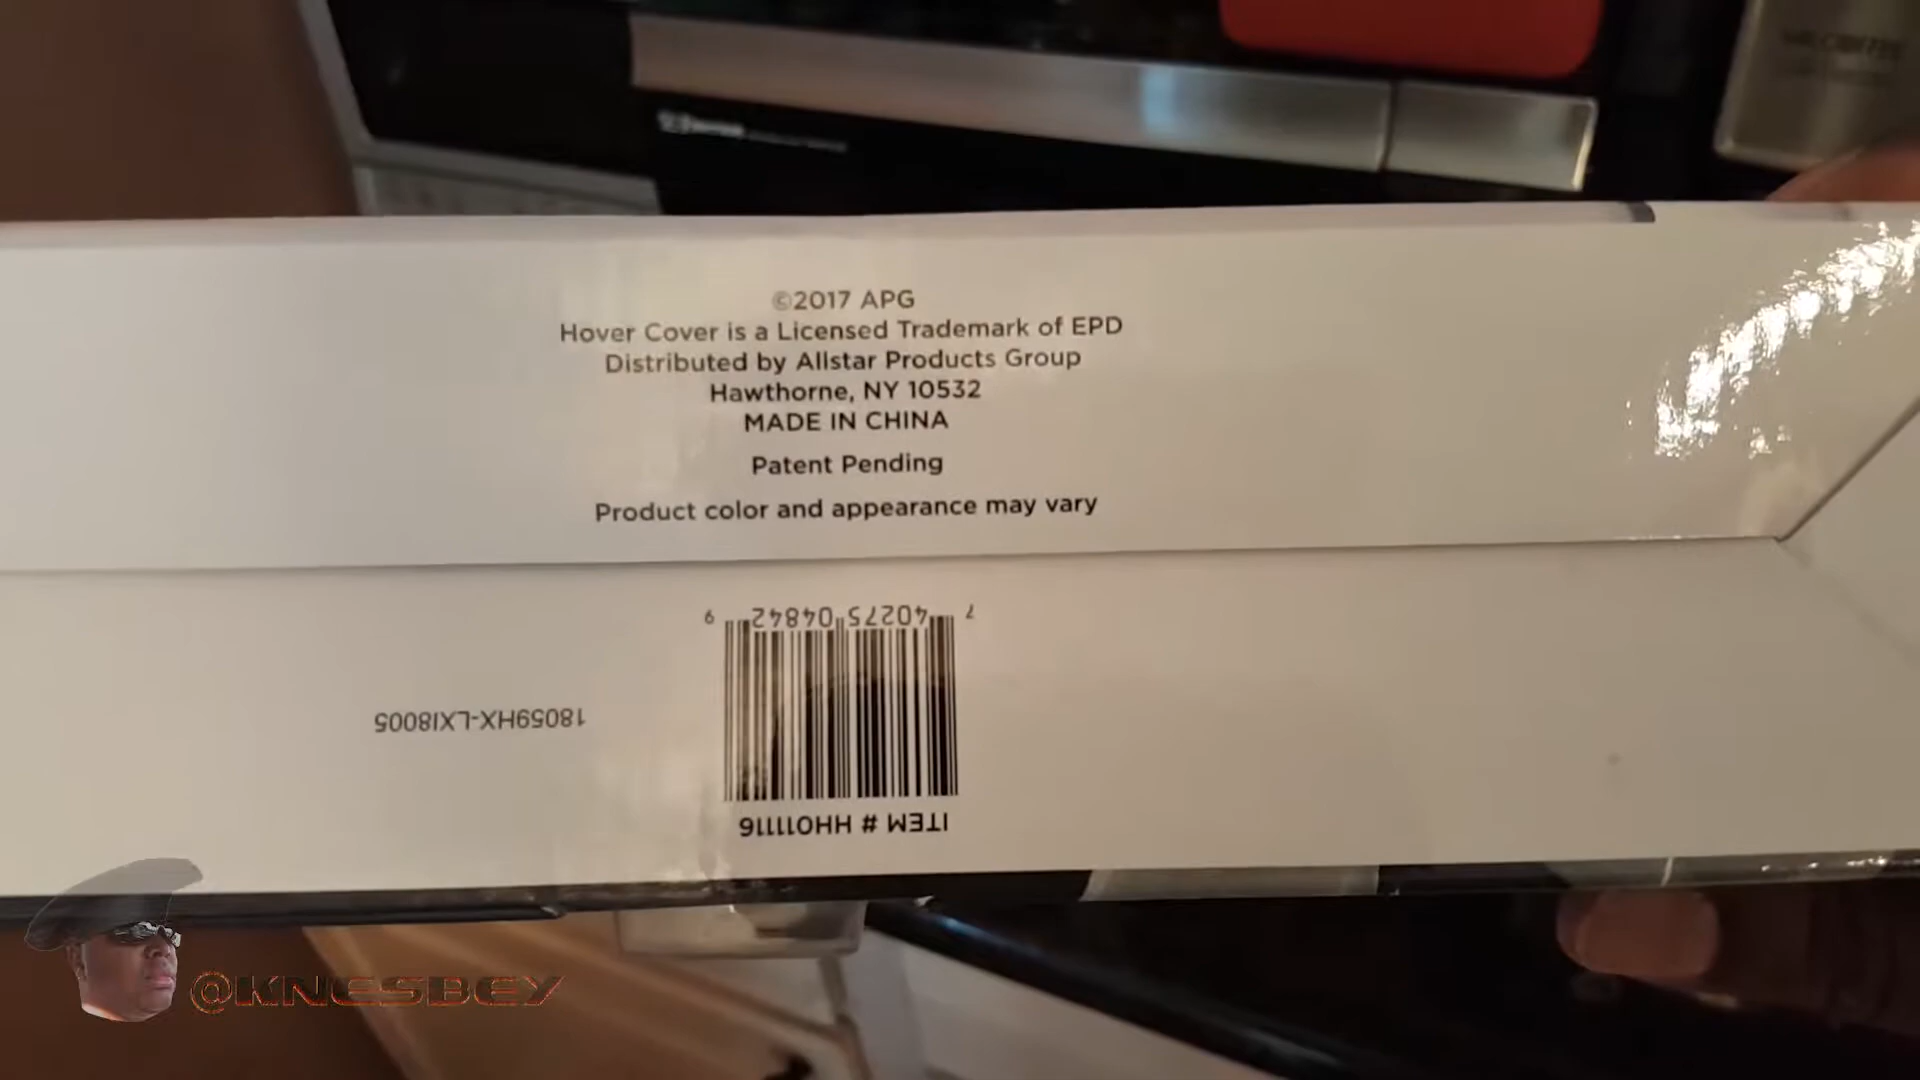 ©2017 APG
Hover Cover is a Licensed Trademark of EPD
Distributed by Allstar Products Group
Hawthorne, NY 10532
MADE IN CHINA
Patent Pending
Product color and appearance may vary
7 40275 04842 9
18059HX-LXI8005
ITEM # HH011116
@KNESBEY